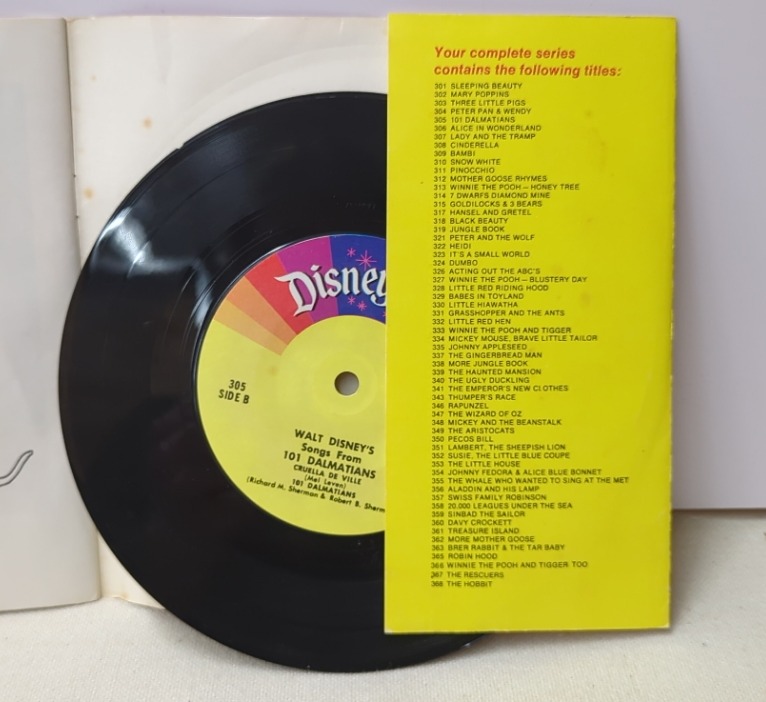 Disney
305
SIDE B
WALT DISNEY'S
Songs From
101 DALMATIANS
CRUELLA DE VILLE
(Mel Leven)
101 DALMATIANS
(Richard M. Sherman & Robert B. Sherm
Your complete series
contains the following titles:
301 SLEEPING BEAUTY
302 MARY POPPINS
303 THREE LITTLE PIGS
304 PETER PAN & WENDY
305 101 DALMATIANS
306 ALICE IN WONDERLAND
307 LADY AND THE TRAMP
308 CINDERELLA
309 BAMBI
310 SNOW WHITE
311 PINOCCHIO
312 MOTHER GOOSE RHYMES
313 WINNIE THE POOH — HONEY TREE
314 7 DWARFS DIAMOND MINE
315 GOLDILOCKS & 3 BEARS
317 HANSEL AND GRETEL
318 BLACK BEAUTY
319 JUNGLE BOOK
321 PETER AND THE WOLF
322 HEIDI
323 IT'S A SMALL WORLD
324 DUMBO
326 ACTING OUT THE ABC'S
327 WINNIE THE POOH — BLUSTERY DAY
328 LITTLE RED RIDING HOOD
329 BABES IN TOYLAND
330 LITTLE HIAWATHA
331 GRASSHOPPER AND THE ANTS
332 LITTLE RED HEN
333 WINNIE THE POOH AND TIGGER
334 MICKEY MOUSE, BRAVE LITTLE TAILOR
335 JOHNNY APPLESEED
337 THE GINGERBREAD MAN
338 MORE JUNGLE BOOK
339 THE HAUNTED MANSION
340 THE UGLY DUCKLING
341 THE EMPEROR'S NEW CLOTHES
343 THUMPER'S RACE
346 RAPUNZEL
347 THE WIZARD OF OZ
348 MICKEY AND THE BEANSTALK
349 THE ARISTOCATS
350 PECOS BILL
351 LAMBERT, THE SHEEPISH LION
352 SUSIE, THE LITTLE BLUE COUPE
353 THE LITTLE HOUSE
354 JOHNNY FEDORA & ALICE BLUE BONNET
355 THE WHALE WHO WANTED TO SING AT THE MET
356 ALADDIN AND HIS LAMP
357 SWISS FAMILY ROBINSON
358 20,000 LEAGUES UNDER THE SEA
359 SINBAD THE SAILOR
360 DAVY CROCKETT
361 TREASURE ISLAND
362 MORE MOTHER GOOSE
363 BRER RABBIT & THE TAR BABY
365 ROBIN HOOD
366 WINNIE THE POOH AND TIGGER TOO
367 THE RESCUERS
368 THE HOBBIT